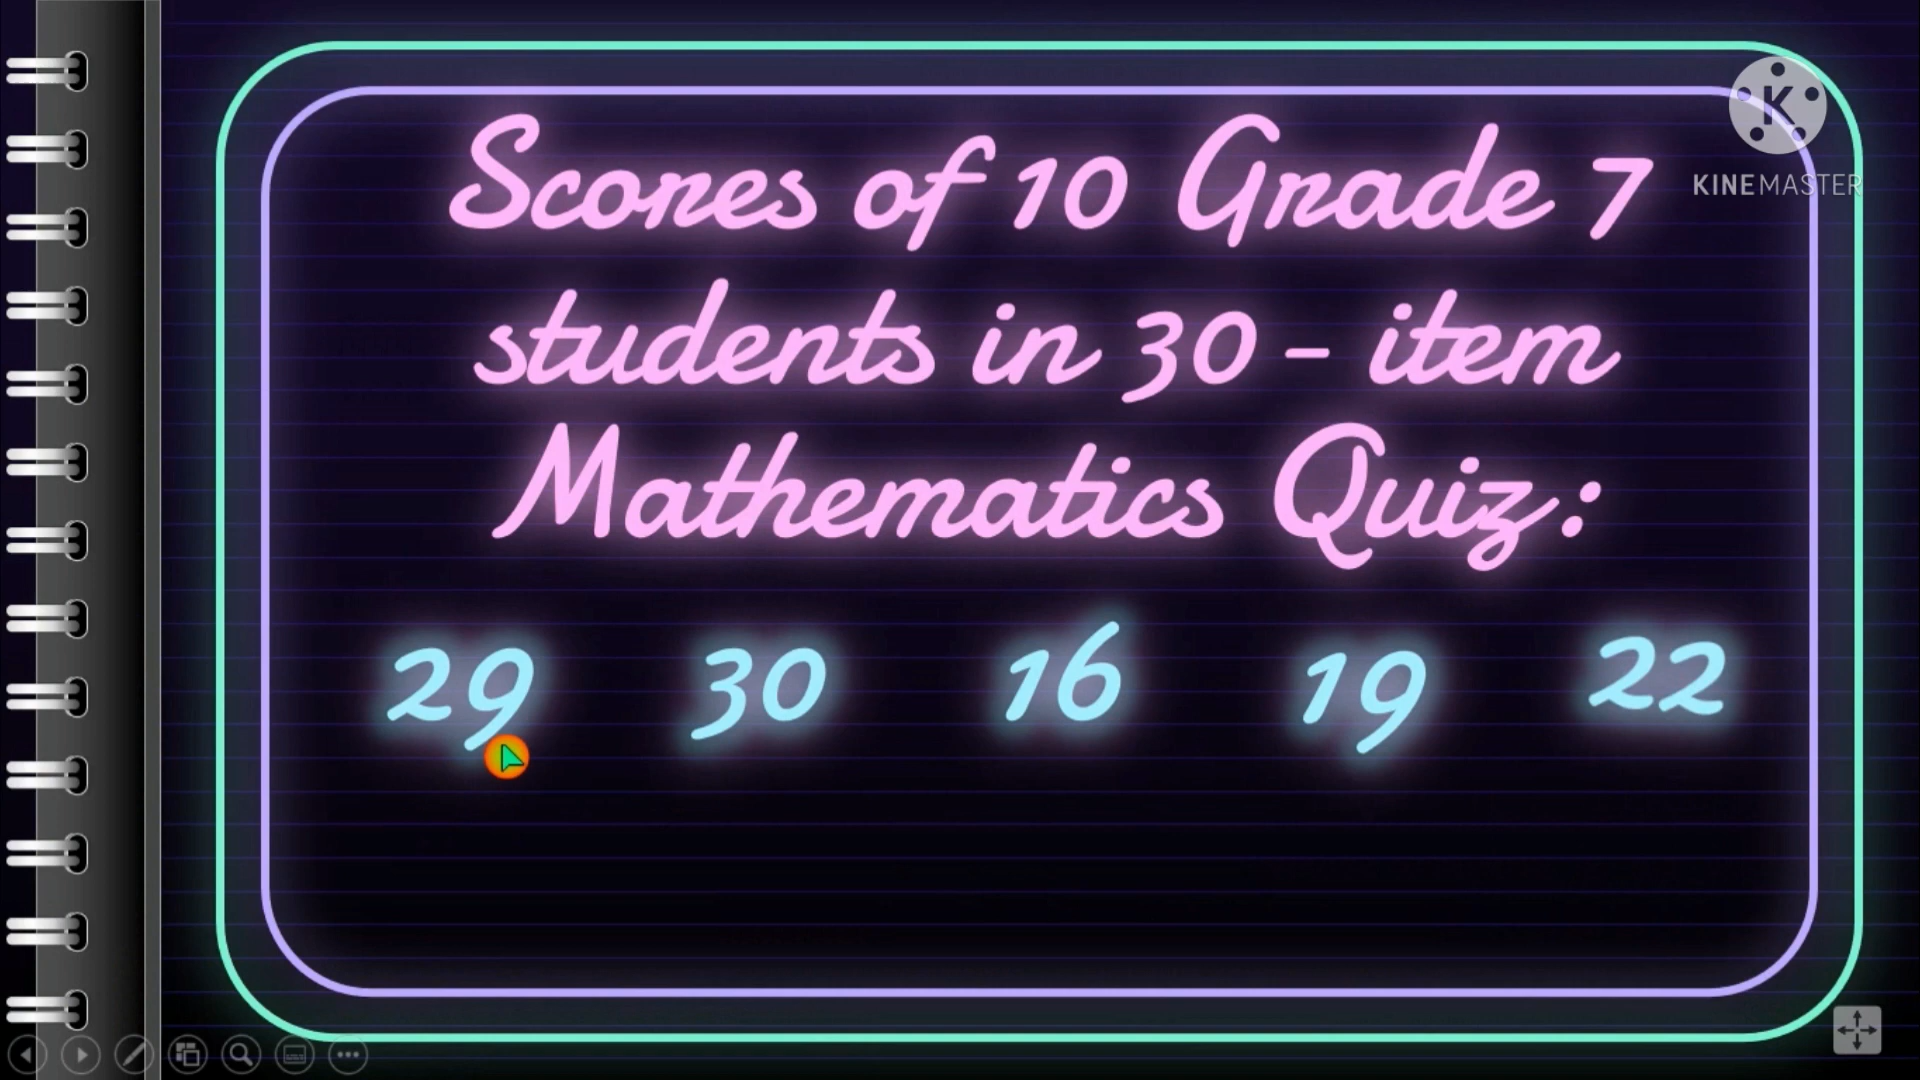 Scores of 10 Grade 7
students in 30 - item
Mathematics Quiz:
29 30 16 19 22
K
KINEMASTER